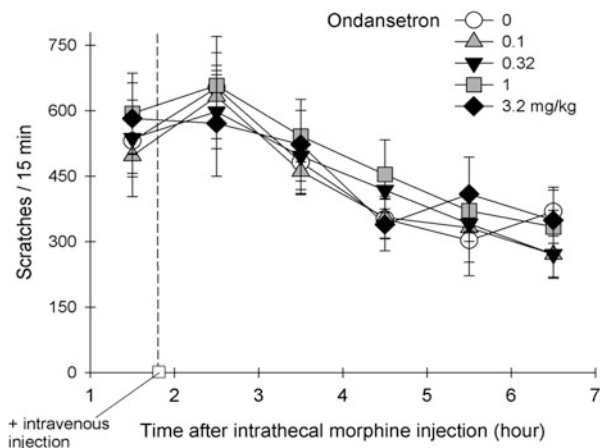 Ondansetron
0
0.1
0.32
1
3.2 mg/kg
750
600
450
300
150
0
Scratches / 15 min
1 2 3 4 5 6 7
+ intravenous
injection
Time after intrathecal morphine injection (hour)